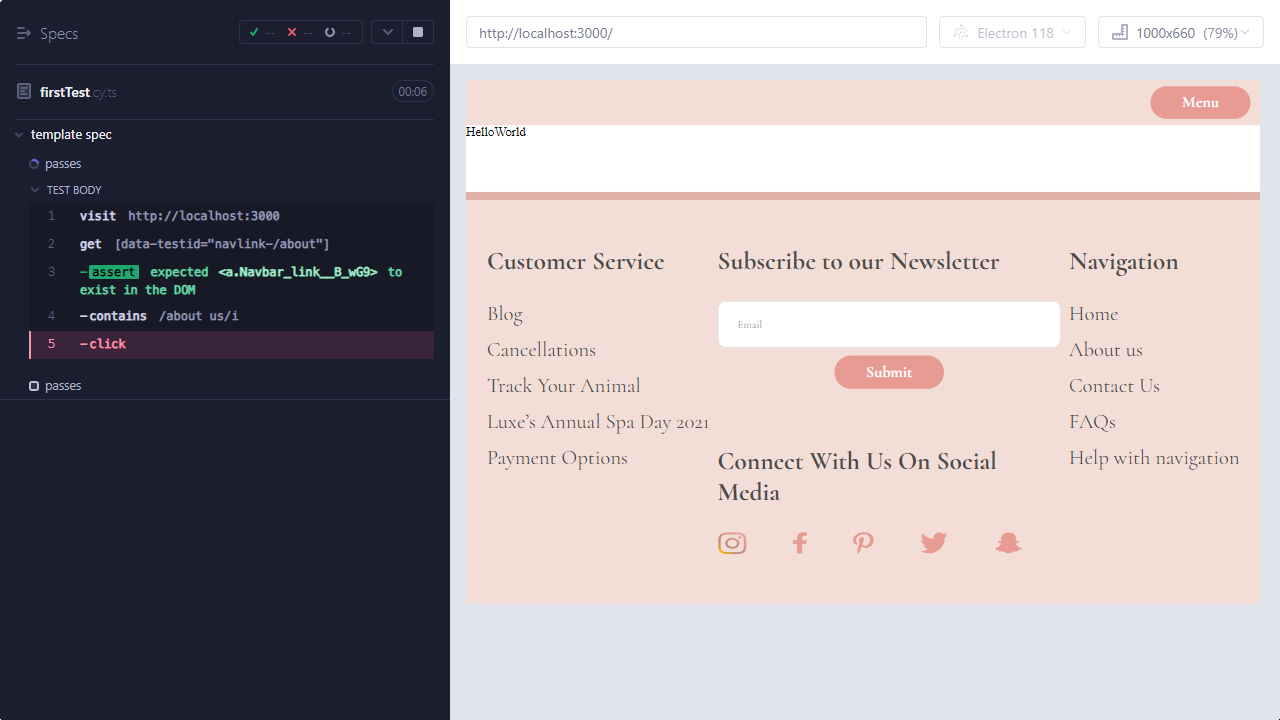 Specs
--
--
--
firstTest.cy.ts
00:06
template spec
passes
TEST BODY
1 visit http://localhost:3000
2 get [data-testid="navlink-/about"]
3 -assert expected <a.Navbar_link__B_wG9> to
exist in the DOM
4 -contains /about us/i
5 -click
passes
http://localhost:3000/
Electron 118
1000x660 (79%)
Menu
HelloWorld
Customer Service
Blog
Cancellations
Track Your Animal
Luxe’s Annual Spa Day 2021
Payment Options
Subscribe to our Newsletter
Email
Submit
Connect With Us On Social
Media
Navigation
Home
About us
Contact Us
FAQs
Help with navigation